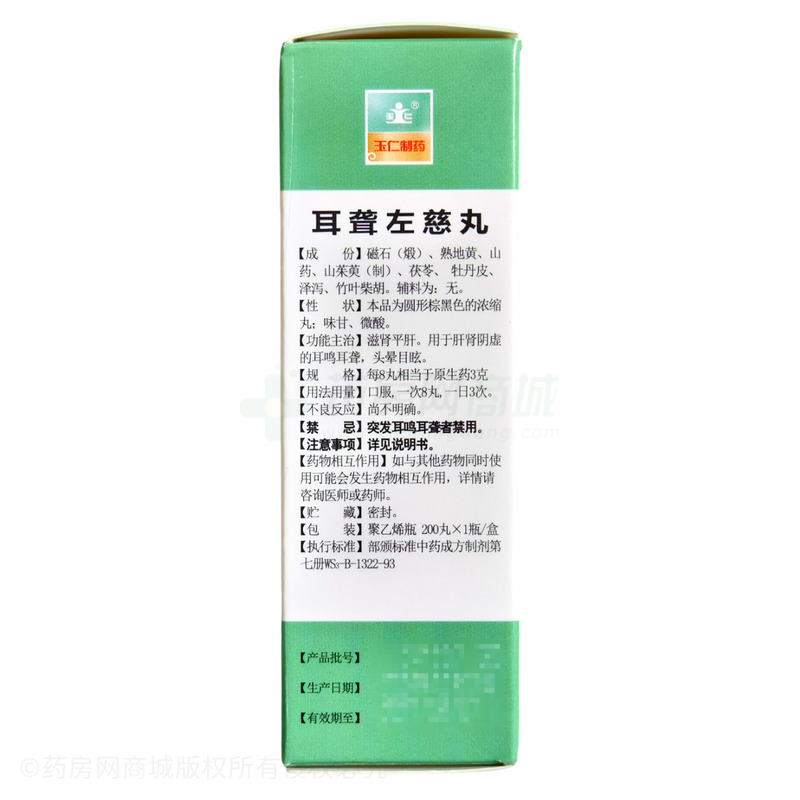 玉仁
®
玉仁制药
耳聋左慈丸
【成　份】磁石（煅）、熟地黄、山
药、山茱萸（制）、茯苓、 牡丹皮、
泽泻、竹叶柴胡。辅料为：无。
【性　状】本品为圆形棕黑色的浓缩
丸；味甘、微酸。
【功能主治】滋肾平肝。用于肝肾阴虚
的耳鸣耳聋，头晕目眩。
【规　格】每8丸相当于原生药3克
【用法用量】口服,一次8丸,一日3次。
【不良反应】尚不明确。
【禁　忌】突发耳鸣耳聋者禁用。
【注意事项】详见说明书。
【药物相互作用】如与其他药物同时使
用可能会发生药物相互作用，详情请
咨询医师或药师。
【贮　藏】密封。
【包　装】聚乙烯瓶 200丸×1瓶/盒
【执行标准】部颁标准中药成方制剂第
七册WS₃-B-1322-93
【产品批号】
【生产日期】
【有效期至】
©药房网商城版权所有侵权必究